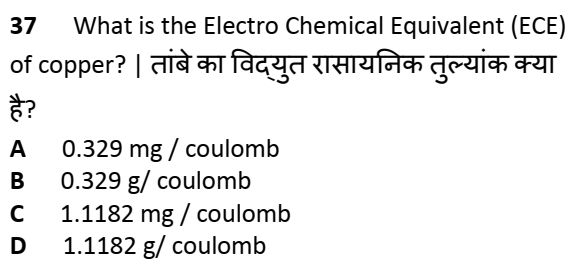 37 What is the Electro Chemical Equivalent (ECE)
of copper? | तांबे का विद्युत रासायनिक तुल्यांक क्या
है?
A 0.329 mg / coulomb
B 0.329 g/ coulomb
C 1.1182 mg / coulomb
D 1.1182 g/ coulomb